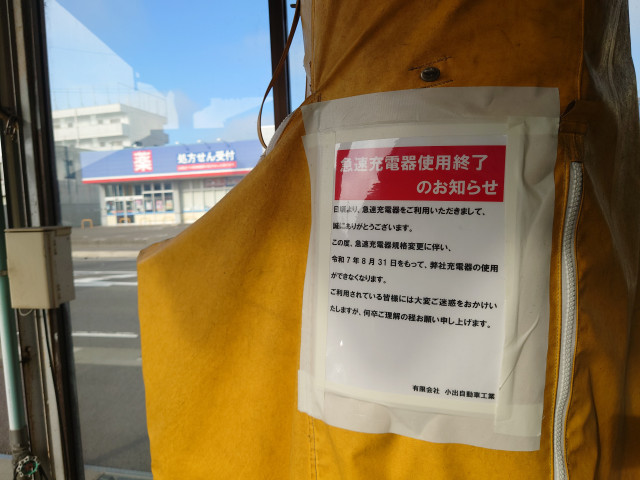 薬 処方せん受付
急速充電器使用終了
のお知らせ
日頃より、急速充電器をご利用いただきまして、
誠にありがとうございます。
この度、急速充電器規格変更に伴い、
令和7年8月31日をもって、弊社充電器の使用
ができなくなります。
ご利用されている皆様には大変ご迷惑をおかけい
たしますが、何卒ご理解の程お願い申し上げます。
有限会社 小出自動車工業